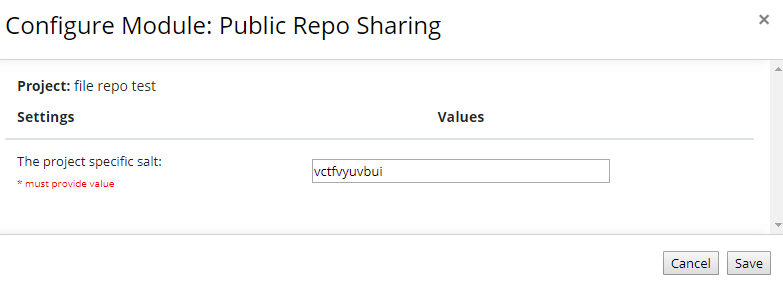 Configure Module: Public Repo Sharing
×
Project: file repo test
Settings Values
The project specific salt:
* must provide value
vctfvyuvbui
Cancel Save